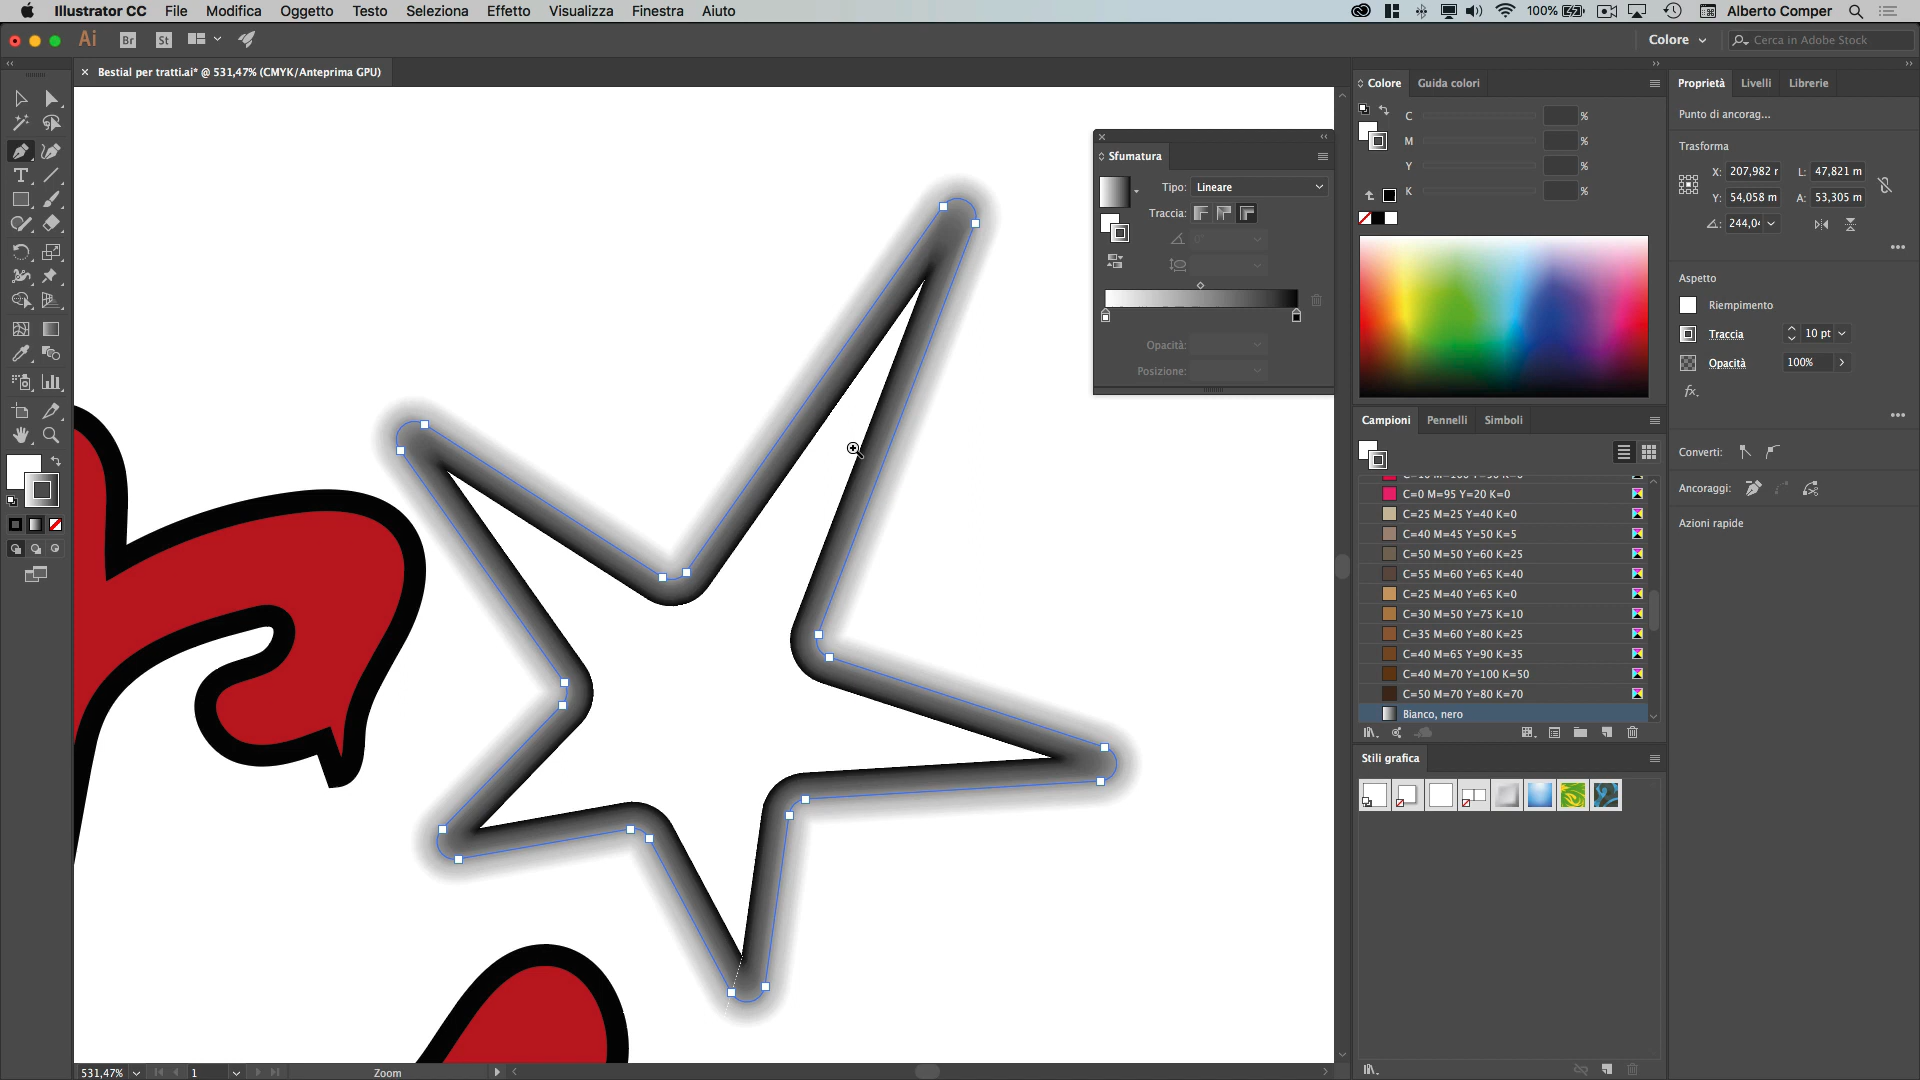 Illustrator CC File Modifica Oggetto Testo Seleziona Effetto Visualizza Finestra Aiuto 100% Alberto Comper
Ai Br St Colore Cerca in Adobe Stock
× Bestial per tratti.ai* @ 531,47% (CMYK/Anteprima GPU)
Sfumatura
Tipo: Lineare
Traccia:
0°
Opacità:
Posizione:
Colore Guida colori
C %
M %
Y %
K %
Campioni Pennelli Simboli
C=0 M=95 Y=20 K=0
C=25 M=25 Y=40 K=0
C=40 M=45 Y=50 K=5
C=50 M=50 Y=60 K=25
C=55 M=60 Y=65 K=40
C=25 M=40 Y=65 K=0
C=30 M=50 Y=75 K=10
C=35 M=60 Y=80 K=25
C=40 M=65 Y=90 K=35
C=40 M=70 Y=100 K=50
C=50 M=70 Y=80 K=70
Bianco, nero
Stili grafica
Proprietà Livelli Librerie
Punto di ancorag...
Trasforma
X: 207,982 r L: 47,821 m
Y: 54,058 m A: 53,305 m
244,0
Aspetto
Riempimento
Traccia 10 pt
Opacità 100%
fx.
Converti:
Ancoraggi:
Azioni rapide
531,47% 1 Zoom